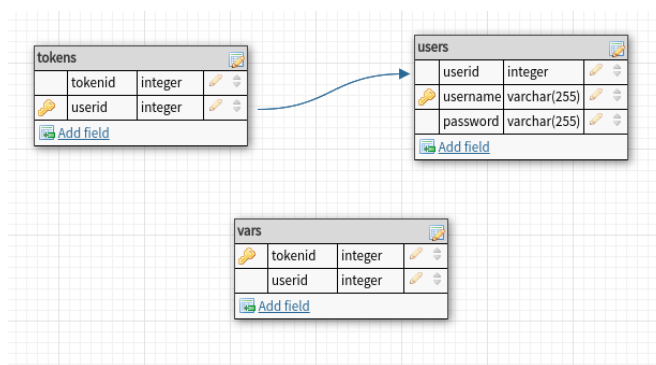 tokens
tokenid integer
userid integer
Add field
users
userid integer
username varchar(255)
password varchar(255)
Add field
vars
tokenid integer
userid integer
Add field